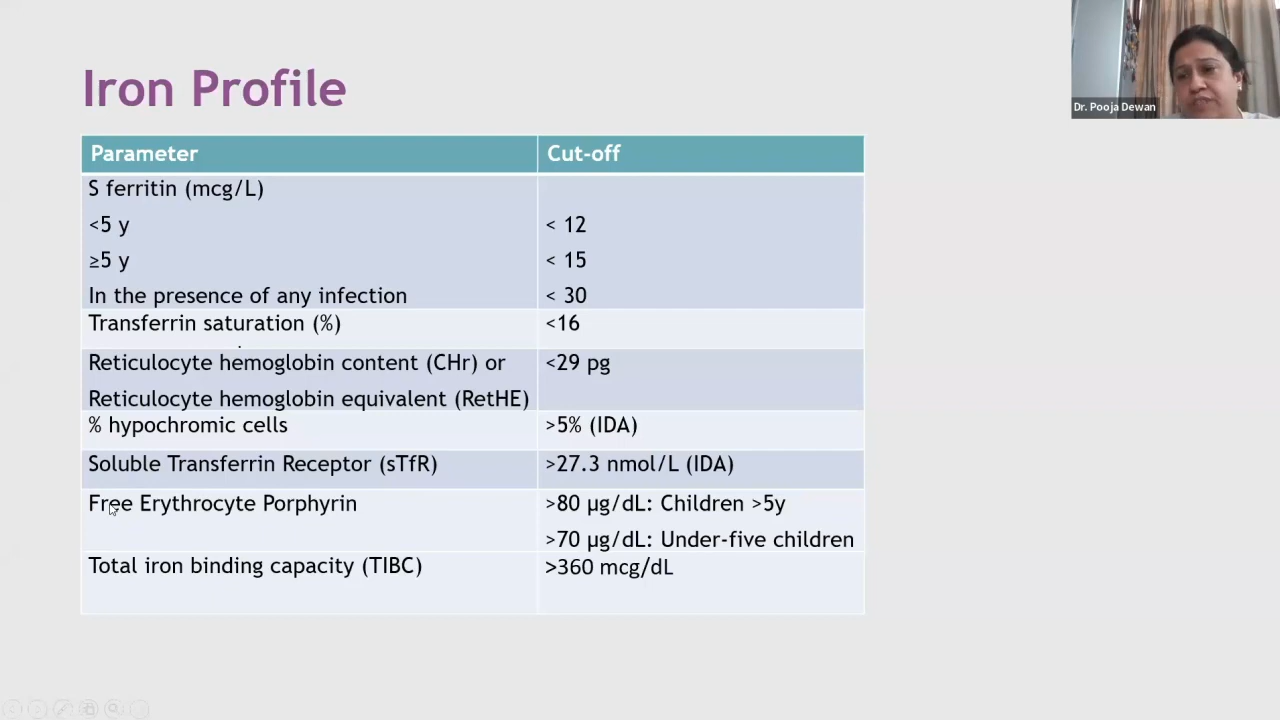 Iron Profile
Dr. Pooja Dewan
Parameter Cut-off
S ferritin (mcg/L)
<5 y < 12
≥5 y < 15
In the presence of any infection < 30
Transferrin saturation (%) <16
Reticulocyte hemoglobin content (CHr) or <29 pg
Reticulocyte hemoglobin equivalent (RetHE)
% hypochromic cells >5% (IDA)
Soluble Transferrin Receptor (sTfR) >27.3 nmol/L (IDA)
Free Erythrocyte Porphyrin >80 µg/dL: Children >5y
>70 µg/dL: Under-five children
Total iron binding capacity (TIBC) >360 mcg/dL